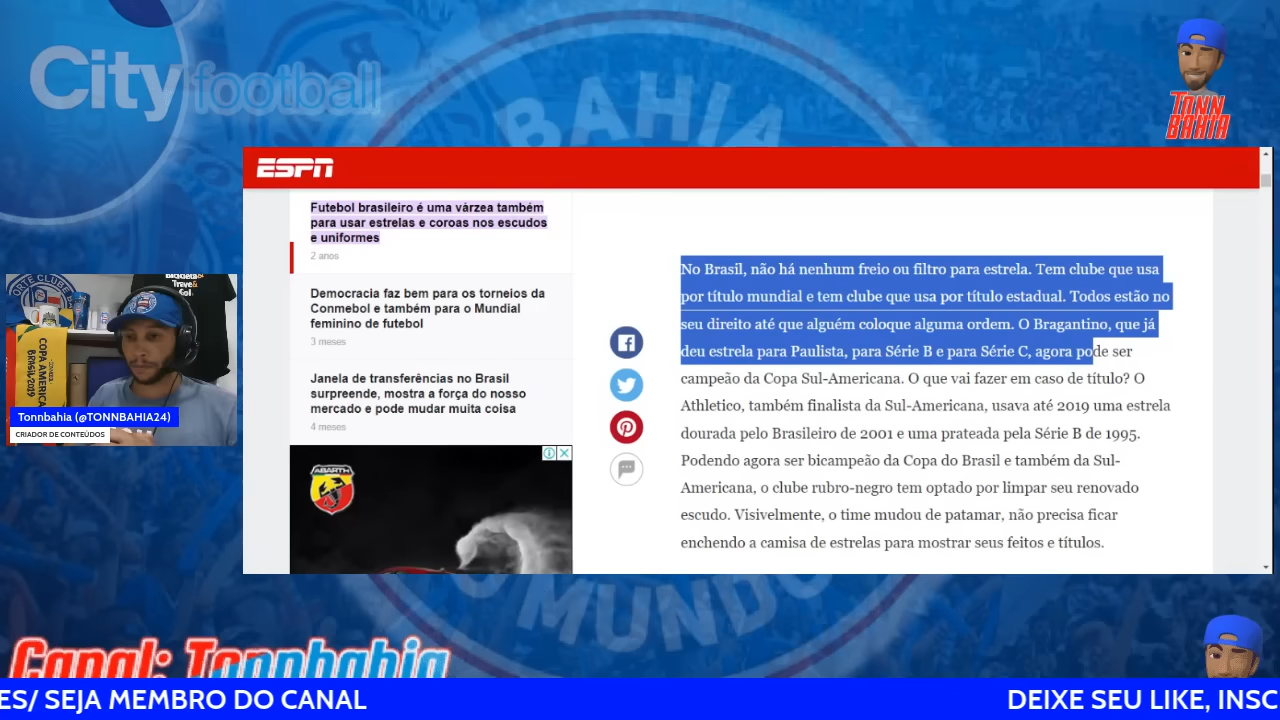 City football
BAHIA
TONN
BAHIA
ESPN
Futebol brasileiro é uma várzea também
para usar estrelas e coroas nos escudos
e uniformes
2 anos
Democracia faz bem para os torneios da
Conmebol e também para o Mundial
feminino de futebol
3 meses
Janela de transferências no Brasil
surpreende, mostra a força do nosso
mercado e pode mudar muita coisa
4 meses
ABARTH
No Brasil, não há nenhum freio ou filtro para estrela. Tem clube que usa
por título mundial e tem clube que usa por título estadual. Todos estão no
seu direito até que alguém coloque alguma ordem. O Bragantino, que já
deu estrela para Paulista, para Série B e para Série C, agora pode ser
campeão da Copa Sul-Americana. O que vai fazer em caso de título? O
Athletico, também finalista da Sul-Americana, usava até 2019 uma estrela
dourada pelo Brasileiro de 2001 e uma prateada pela Série B de 1995.
Podendo agora ser bicampeão da Copa do Brasil e também da Sul-
Americana, o clube rubro-negro tem optado por limpar seu renovado
escudo. Visivelmente, o time mudou de patamar, não precisa ficar
enchendo a camisa de estrelas para mostrar seus feitos e títulos.
COPA AMERICA
BRASIL 2019
Tonnbahia (@TONNBAHIA24)
CRIADOR DE CONTEÚDOS
O MUNDO
Canal: Tonnbahia
ES/ SEJA MEMBRO DO CANAL
DEIXE SEU LIKE, INSC